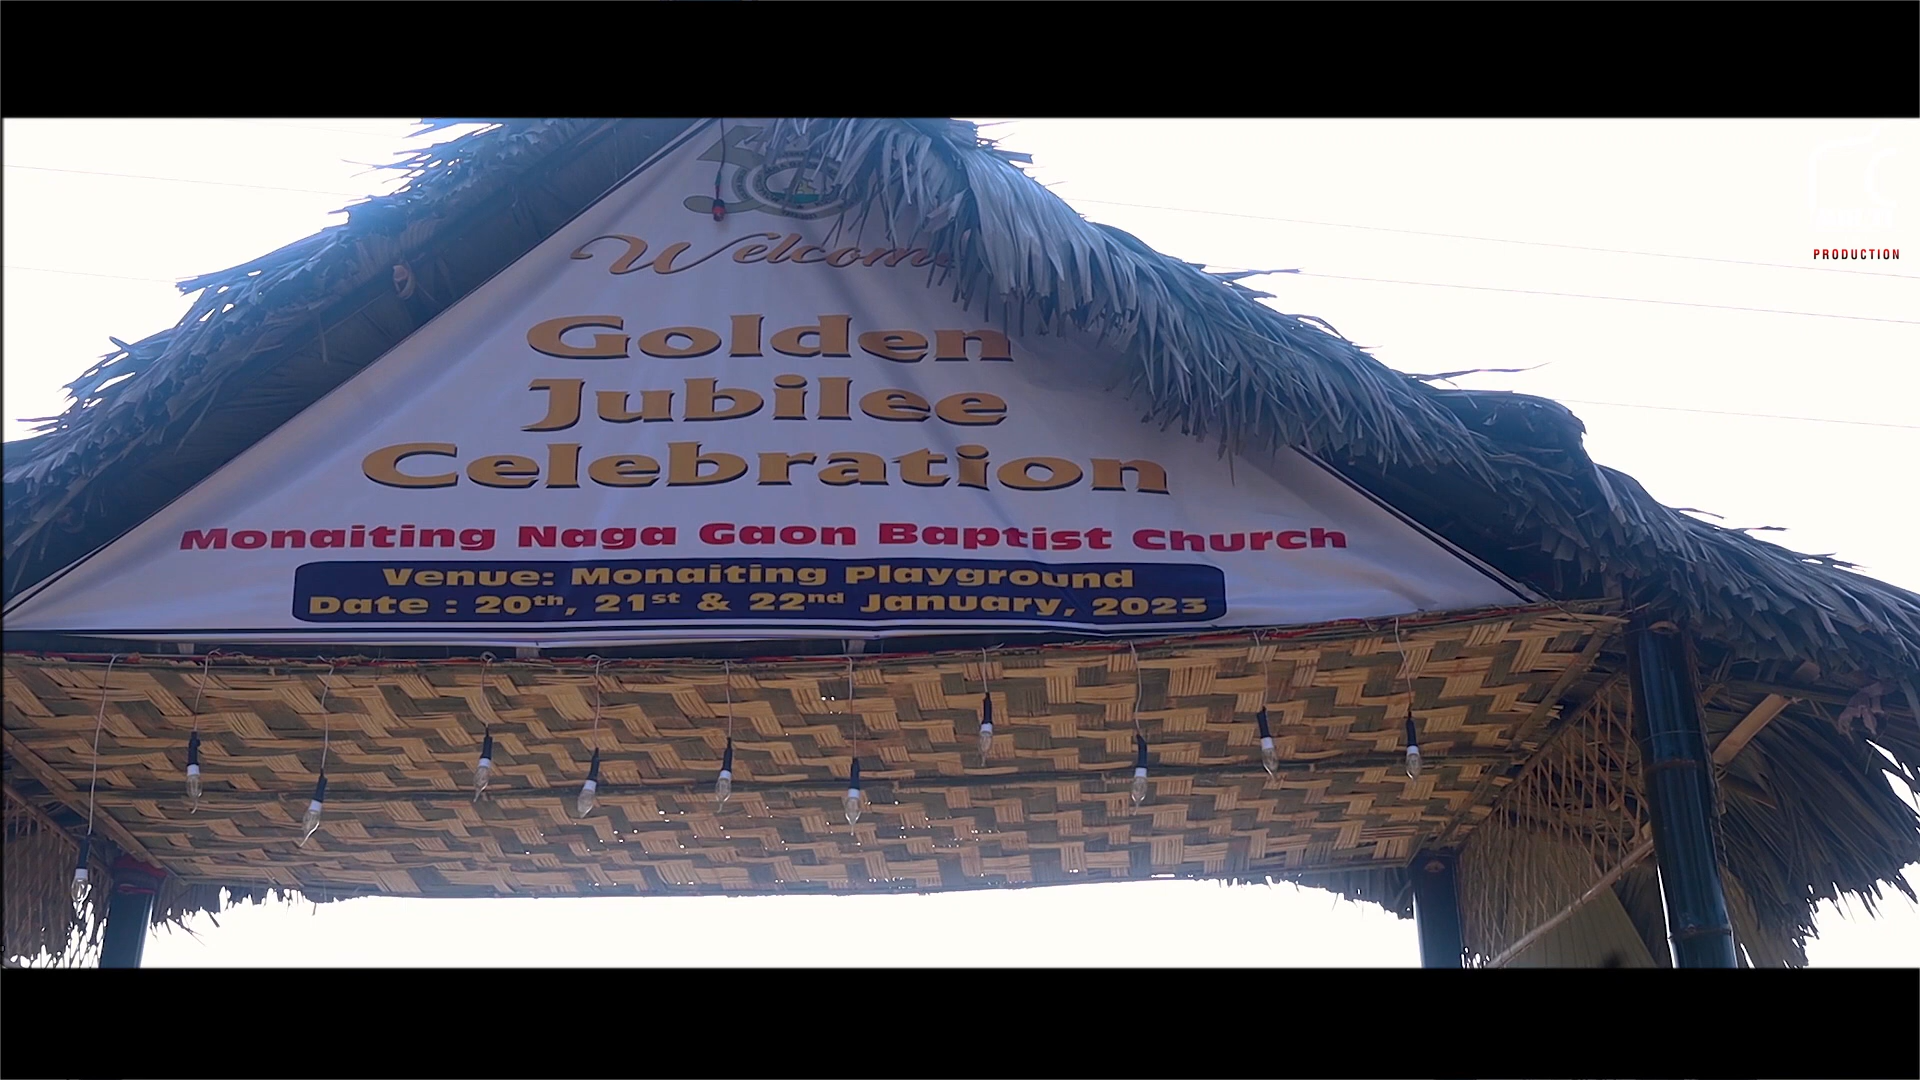 Welcome
PRODUCTION
Golden
Jubilee
Celebration
Monaiting Naga Gaon Baptist Church
Venue: Monaiting Playground
Date : 20th, 21st & 22nd January, 2023